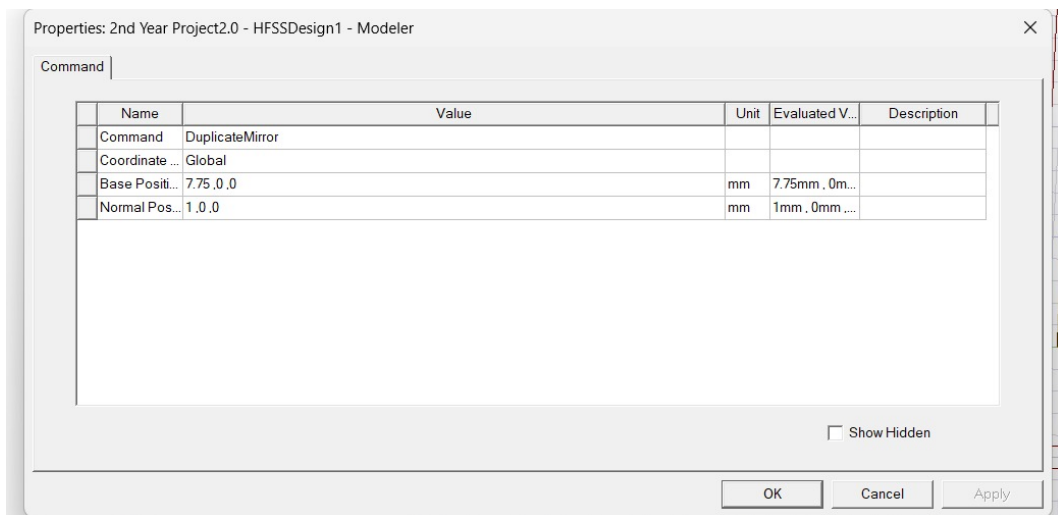 Properties: 2nd Year Project2.0 - HFSSDesign1 - Modeler
Command
Name Value Unit Evaluated V... Description
Command DuplicateMirror
Coordinate ... Global
Base Positi... 7.75 ,0 ,0 mm 7.75mm , 0m...
Normal Pos... 1 ,0 ,0 mm 1mm , 0mm ,...
Show Hidden
OK Cancel Apply